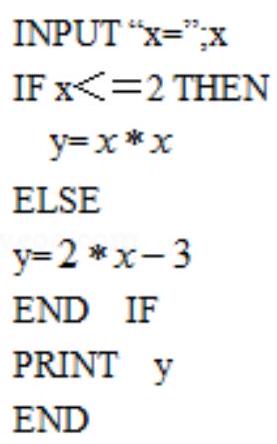 INPUT “x=”;x
IF x<=2 THEN
y= x * x
ELSE
y= 2 * x − 3
END IF
PRINT y
END